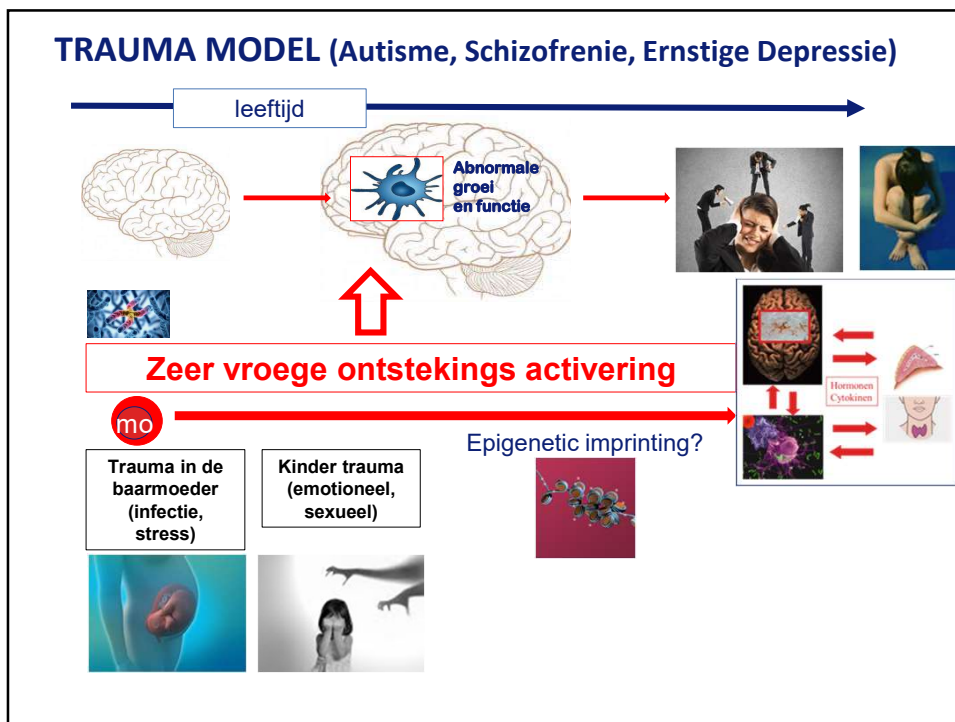 TRAUMA MODEL (Autisme, Schizofrenie, Ernstige Depressie)
leeftijd
Abnormale
groei
en functie
Zeer vroege ontstekings activering
Hormonen
Cytokinen
mo
Epigenetic imprinting?
Trauma in de
baarmoeder
(infectie,
stress)
Kinder trauma
(emotioneel,
sexueel)